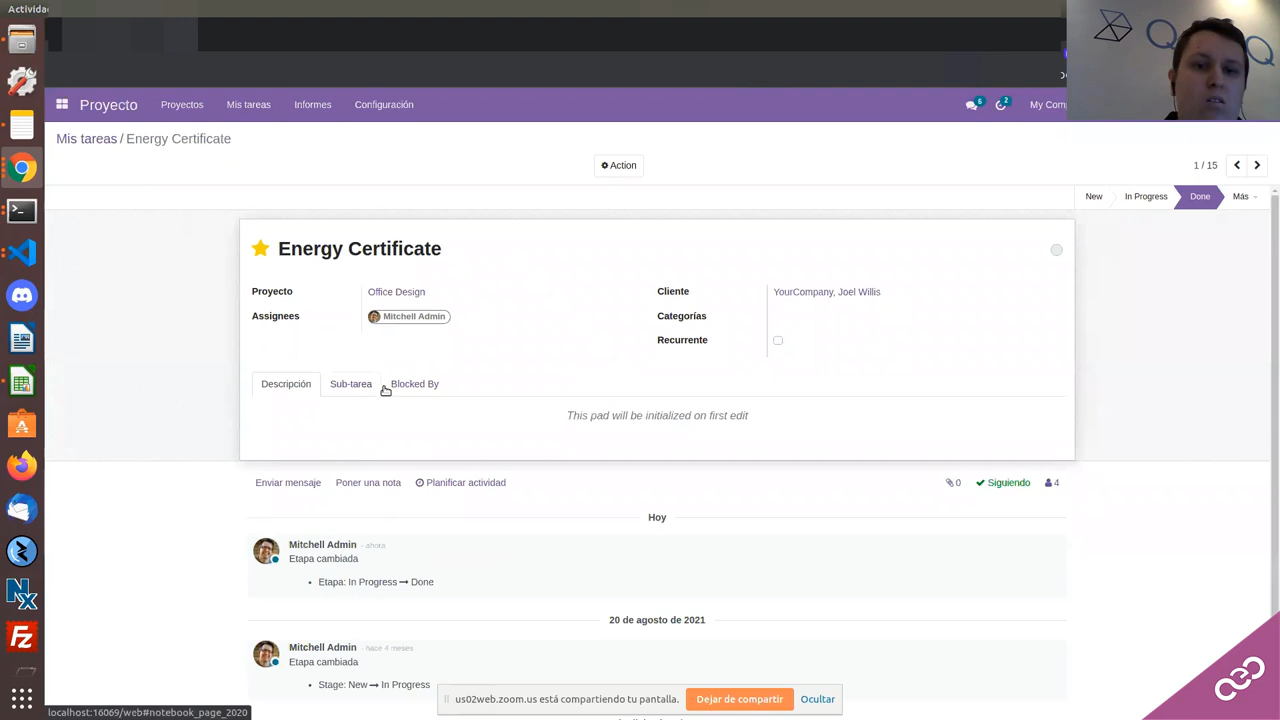 Activida
Proyecto Proyectos Mis tareas Informes Configuración 6 2 My Comp
Mis tareas / Energy Certificate
Action 1 / 15
New In Progress Done Más
Energy Certificate
Proyecto Office Design Cliente YourCompany, Joel Willis
Assignees Mitchell Admin Categorías
Recurrente
Descripción Sub-tarea Blocked By
This pad will be initialized on first edit
Enviar mensaje Poner una nota Planificar actividad 0 Siguiendo 4
Hoy
Mitchell Admin - ahora
Etapa cambiada
• Etapa: In Progress → Done
20 de agosto de 2021
Mitchell Admin - hace 4 meses
Etapa cambiada
• Stage: New → In Progress
us02web.zoom.us está compartiendo tu pantalla. Dejar de compartir Ocultar
localhost:16069/web#notebook_page_2020